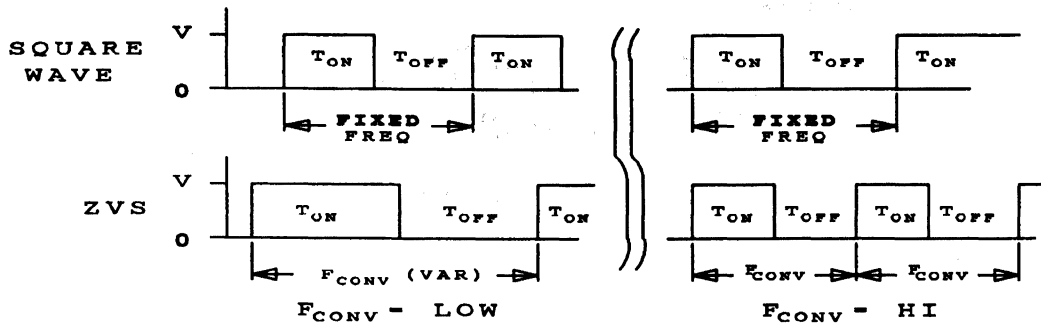 SQUARE WAVE
V
0
TON TOFF TON
FIXED FREQ
TON TOFF TON
FIXED FREQ
ZVS
V
0
TON TOFF TON
FCONV (VAR)
TON TOFF TON TOFF
FCONV FCONV
FCONV - LOW
FCONV - HI